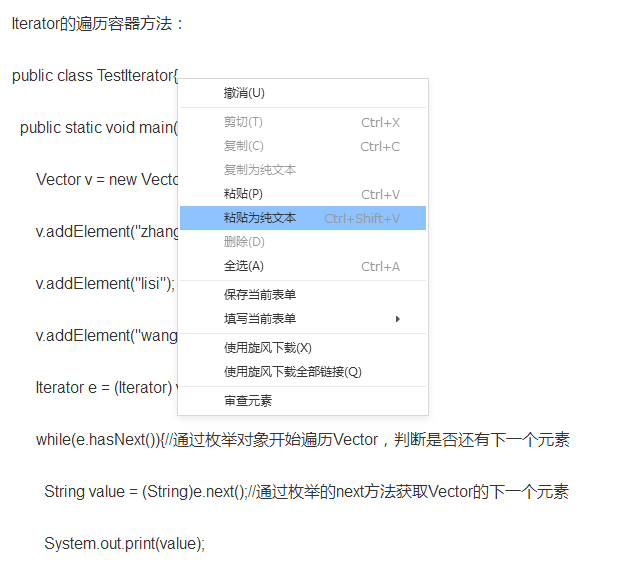 Iterator的遍历容器方法：
public class TestIterator{
public static void main(
Vector v = new Vecto
v.addElement("zhang
v.addElement("lisi");
v.addElement("wang
Iterator e = (Iterator)
while(e.hasNext()){//通过枚举对象开始遍历Vector，判断是否还有下一个元素
String value = (String)e.next();//通过枚举的next方法获取Vector的下一个元素
System.out.print(value);
撤消(U)
剪切(T) Ctrl+X
复制(C) Ctrl+C
复制为纯文本
粘贴(P) Ctrl+V
粘贴为纯文本 Ctrl+Shift+V
删除(D)
全选(A) Ctrl+A
保存当前表单
填写当前表单
使用旋风下载(X)
使用旋风下载全部链接(Q)
审查元素